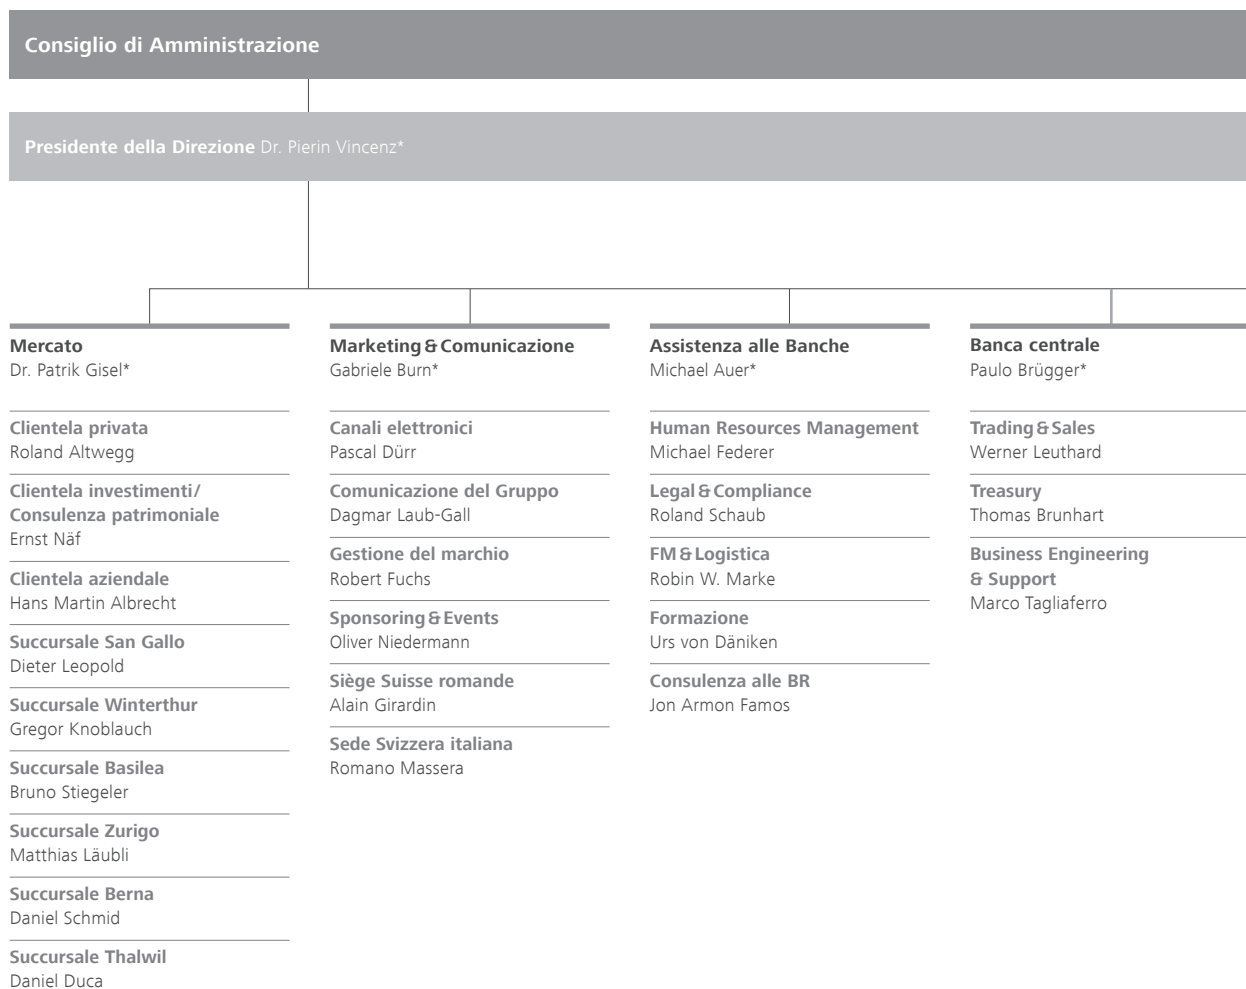 Consiglio di Amministrazione
Presidente della Direzione Dr. Pierin Vincenz*
Mercato
Dr. Patrik Gisel*
Clientela privata
Roland Altwegg
Clientela investimenti/
Consulenza patrimoniale
Ernst Näf
Clientela aziendale
Hans Martin Albrecht
Succursale San Gallo
Dieter Leopold
Succursale Winterthur
Gregor Knoblauch
Succursale Basilea
Bruno Stiegeler
Succursale Zurigo
Matthias Läubli
Succursale Berna
Daniel Schmid
Succursale Thalwil
Daniel Duca
Marketing & Comunicazione
Gabriele Burn*
Canali elettronici
Pascal Dürr
Comunicazione del Gruppo
Dagmar Laub-Gall
Gestione del marchio
Robert Fuchs
Sponsoring & Events
Oliver Niedermann
Siège Suisse romande
Alain Girardin
Sede Svizzera italiana
Romano Massera
Assistenza alle Banche
Michael Auer*
Human Resources Management
Michael Federer
Legal & Compliance
Roland Schaub
FM & Logistica
Robin W. Marke
Formazione
Urs von Däniken
Consulenza alle BR
Jon Armon Famos
Banca centrale
Paulo Brügger*
Trading & Sales
Werner Leuthard
Treasury
Thomas Brunhart
Business Engineering
& Support
Marco Tagliaferro